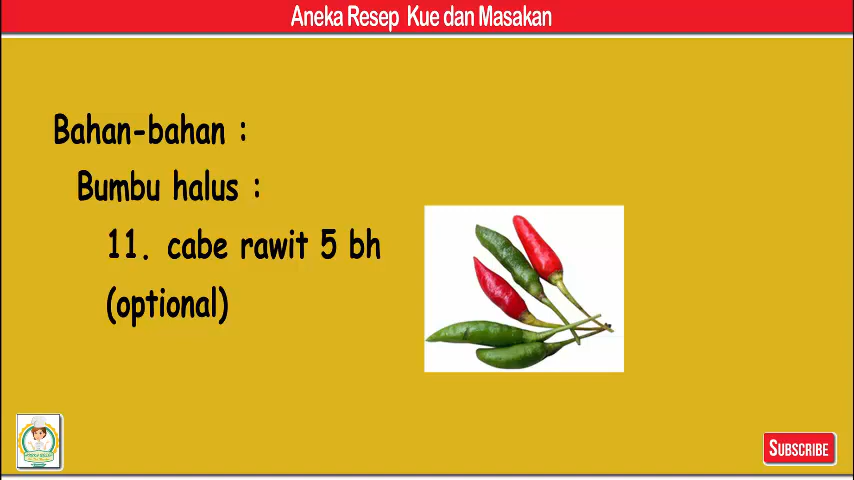 Aneka Resep Kue dan Masakan
Bahan-bahan :
Bumbu halus :
11. cabe rawit 5 bh
(optional)
SUBSCRIBE